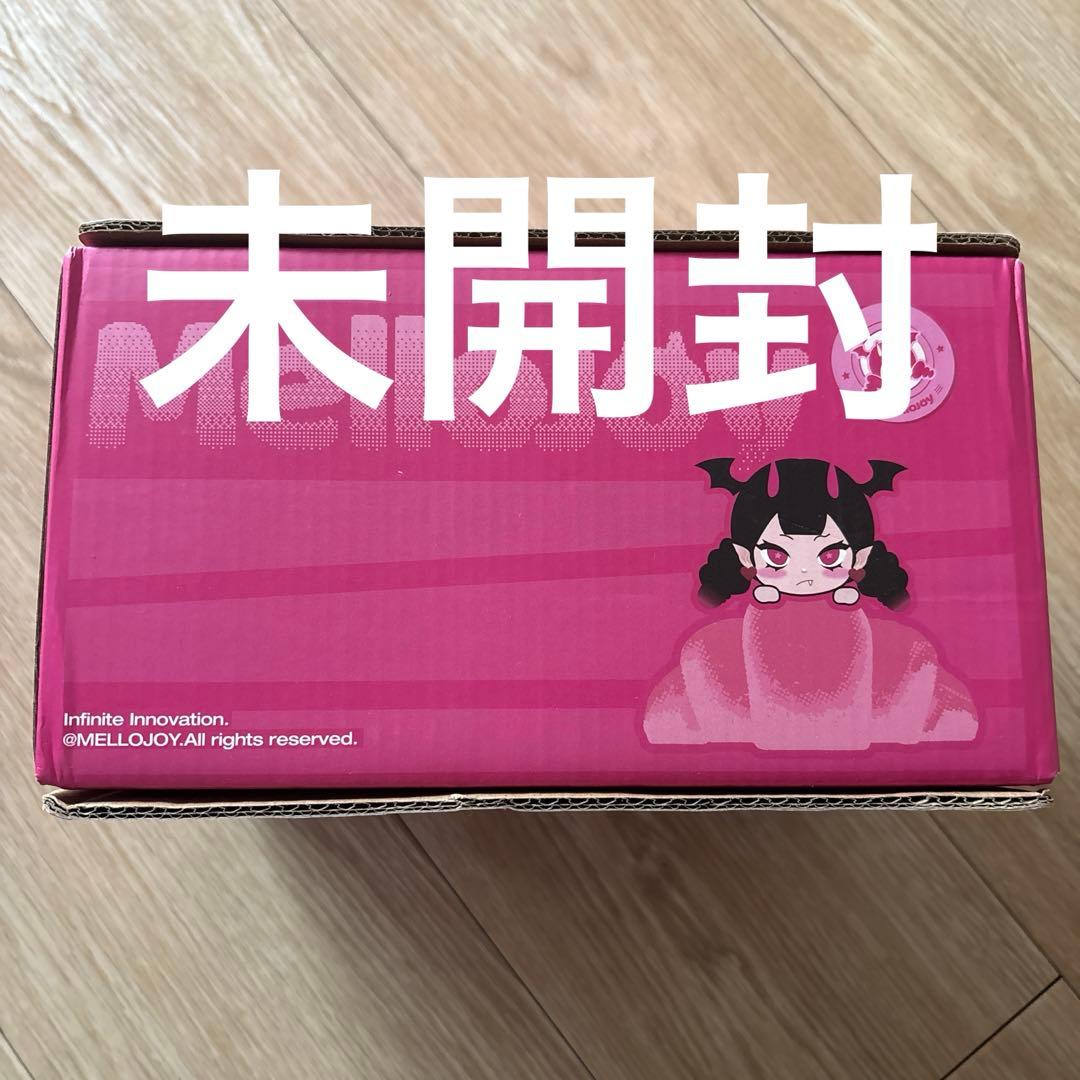 未開封
Mellojoy
Infinite Innovation.
@MELLOJOY.All rights reserved.